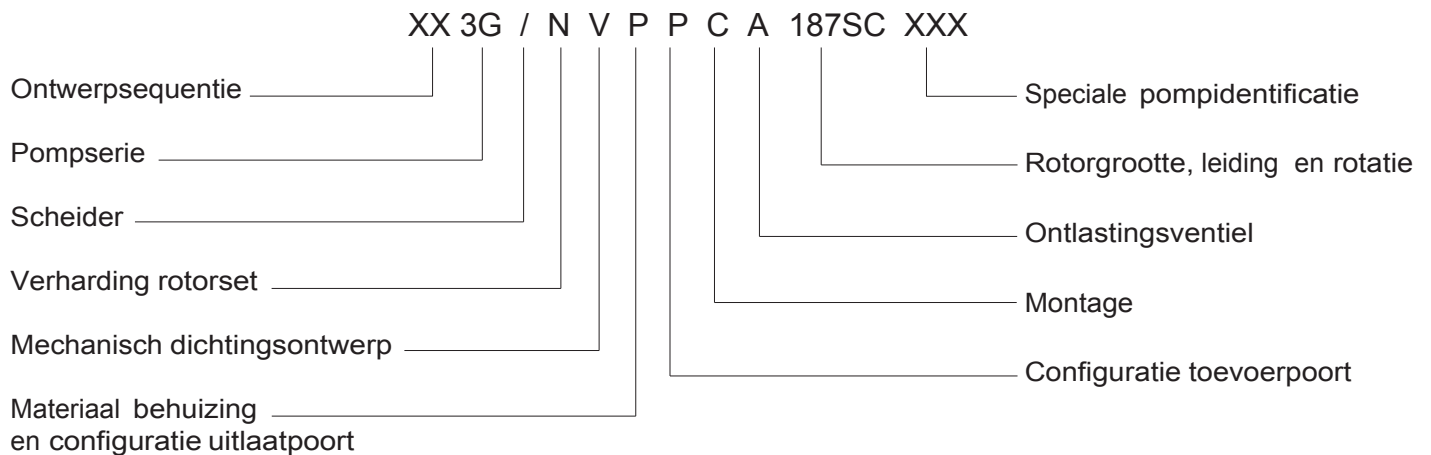 XX 3G / N V P P C A 187SC XXX
Ontwerpsequentie
Pompserie
Scheider
Verharding rotorset
Mechanisch dichtingsontwerp
Materiaal behuizing
en configuratie uitlaatpoort
Speciale pompidentificatie
Rotorgrootte, leiding en rotatie
Ontlastingsventiel
Montage
Configuratie toevoerpoort